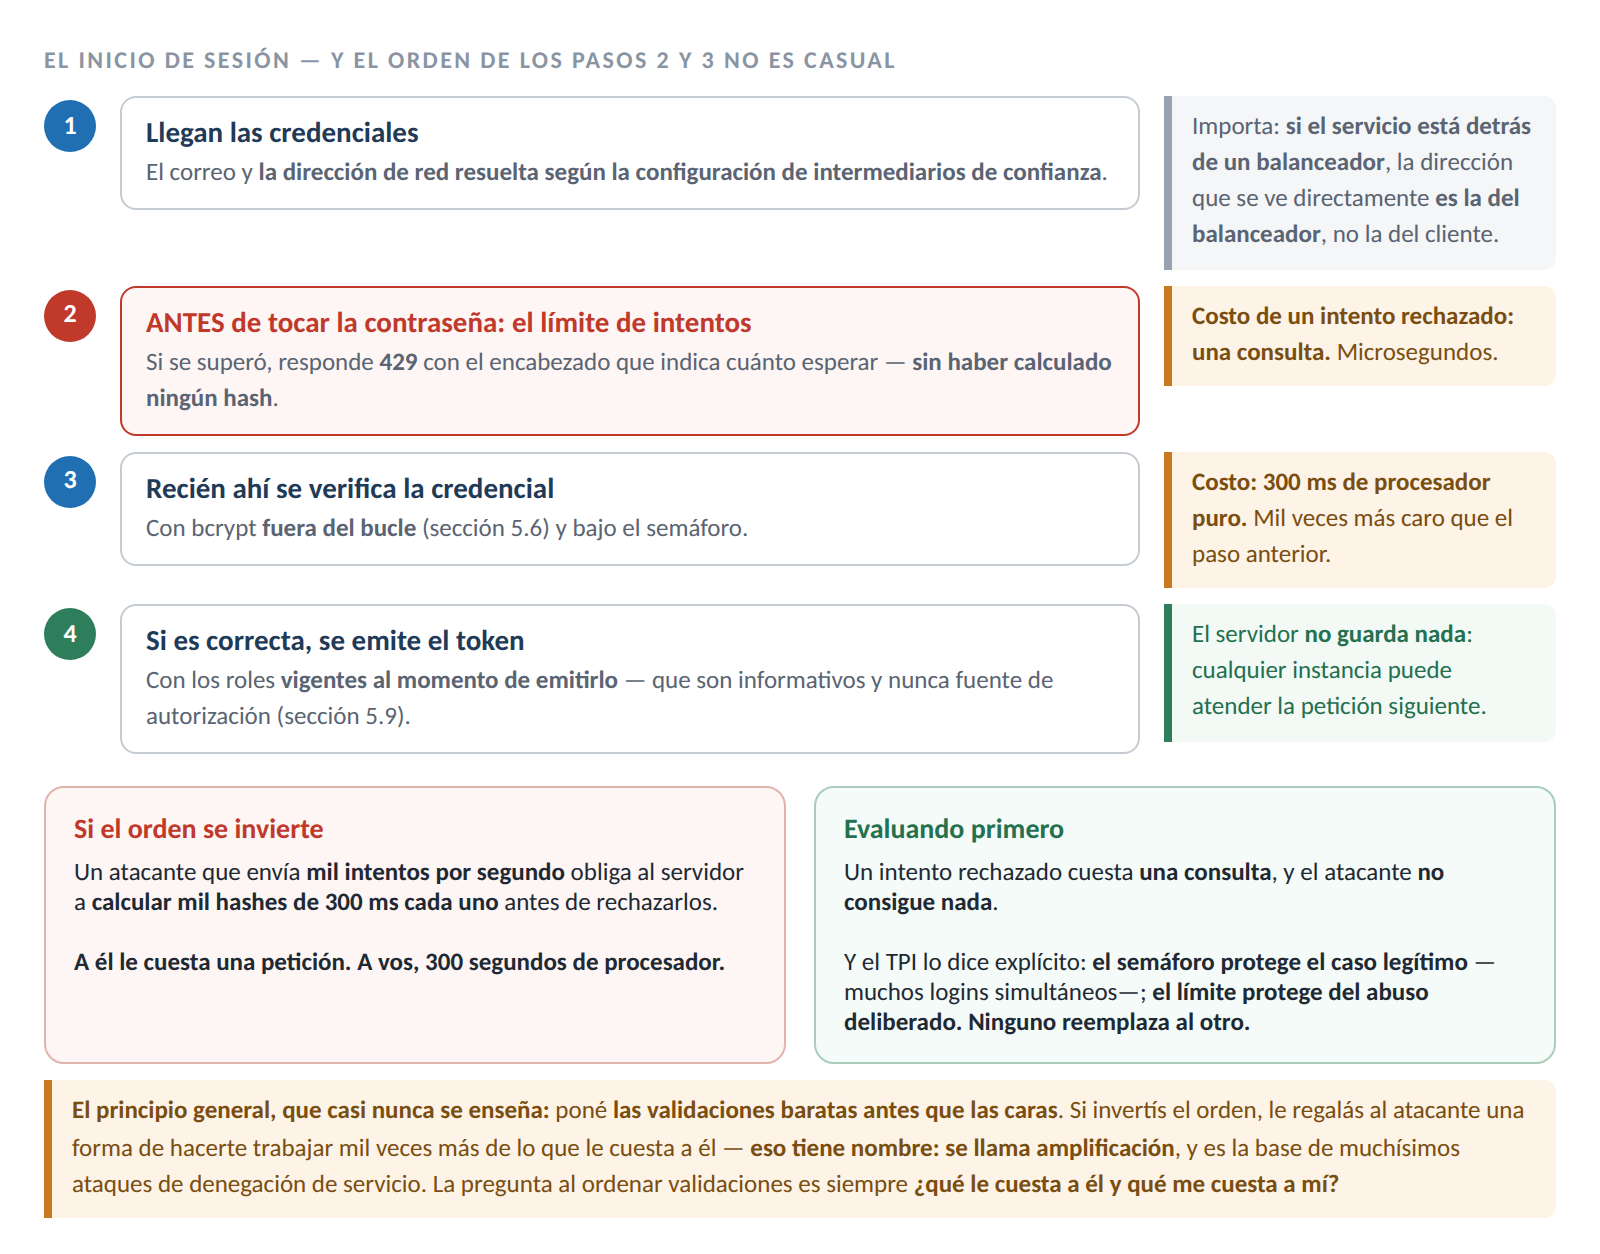 EL INICIO DE SESIÓN — Y EL ORDEN DE LOS PASOS 2 Y 3 NO ES CASUAL
1
Llegan las credenciales
El correo y la dirección de red resuelta según la configuración de intermediarios de confianza.
Importa: si el servicio está detrás
de un balanceador, la dirección
que se ve directamente es la del
balanceador, no la del cliente.
2
ANTES de tocar la contraseña: el límite de intentos
Si se superó, responde 429 con el encabezado que indica cuánto esperar — sin haber calculado
ningún hash.
Costo de un intento rechazado:
una consulta. Microsegundos.
3
Recién ahí se verifica la credencial
Con bcrypt fuera del bucle (sección 5.6) y bajo el semáforo.
Costo: 300 ms de procesador
puro. Mil veces más caro que el
paso anterior.
4
Si es correcta, se emite el token
Con los roles vigentes al momento de emitirlo — que son informativos y nunca fuente de
autorización (sección 5.9).
El servidor no guarda nada:
cualquier instancia puede
atender la petición siguiente.
Si el orden se invierte
Un atacante que envía mil intentos por segundo obliga al servidor
a calcular mil hashes de 300 ms cada uno antes de rechazarlos.
A él le cuesta una petición. A vos, 300 segundos de procesador.
Evaluando primero
Un intento rechazado cuesta una consulta, y el atacante no
consigue nada.
Y el TPI lo dice explícito: el semáforo protege el caso legítimo —
muchos logins simultáneos—; el límite protege del abuso
deliberado. Ninguno reemplaza al otro.
El principio general, que casi nunca se enseña: poné las validaciones baratas antes que las caras. Si invertís el orden, le regalás al atacante una
forma de hacerte trabajar mil veces más de lo que le cuesta a él — eso tiene nombre: se llama amplificación, y es la base de muchísimos
ataques de denegación de servicio. La pregunta al ordenar validaciones es siempre ¿qué le cuesta a él y qué me cuesta a mí?